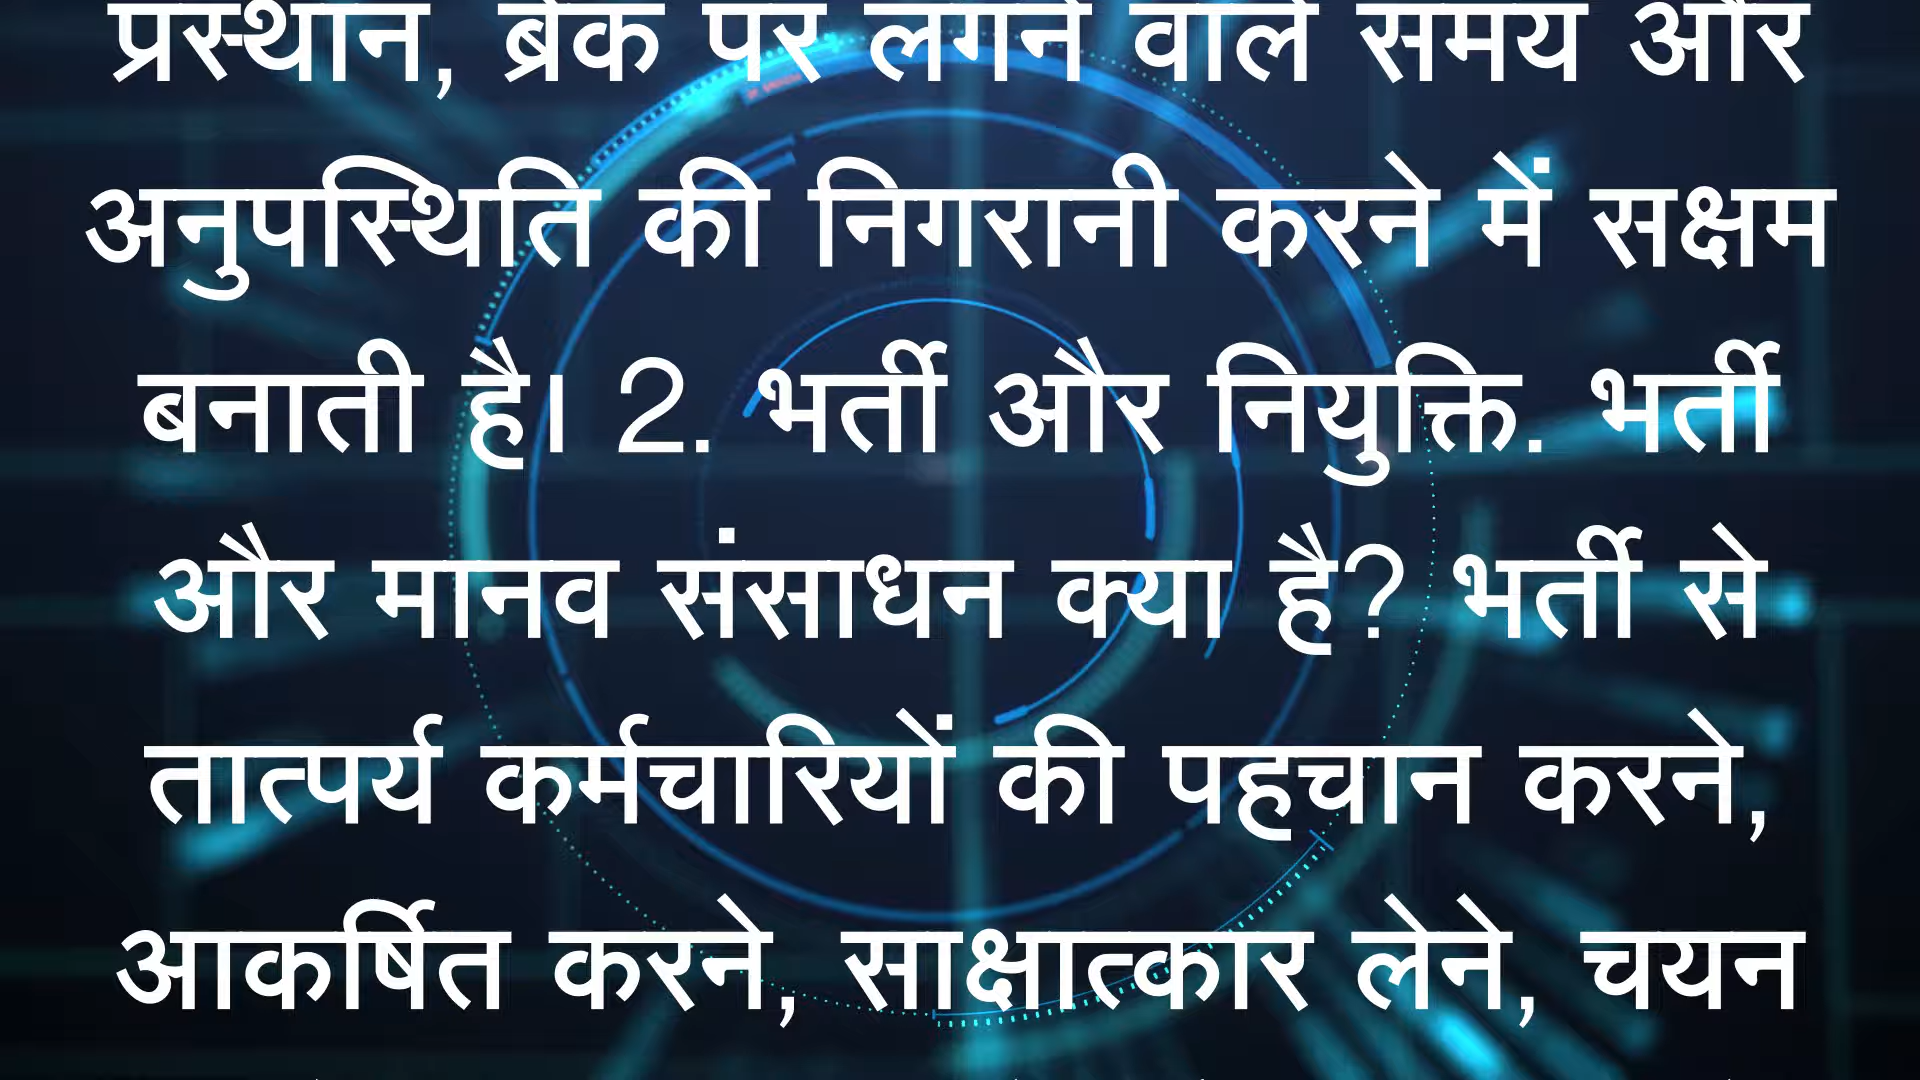 प्रस्थान, ब्रेक पर लगने वाले समय और
अनुपस्थिति की निगरानी करने में सक्षम
बनाती है। 2. भर्ती और नियुक्ति. भर्ती
और मानव संसाधन क्या है? भर्ती से
तात्पर्य कर्मचारियों की पहचान करने,
आकर्षित करने, साक्षात्कार लेने, चयन